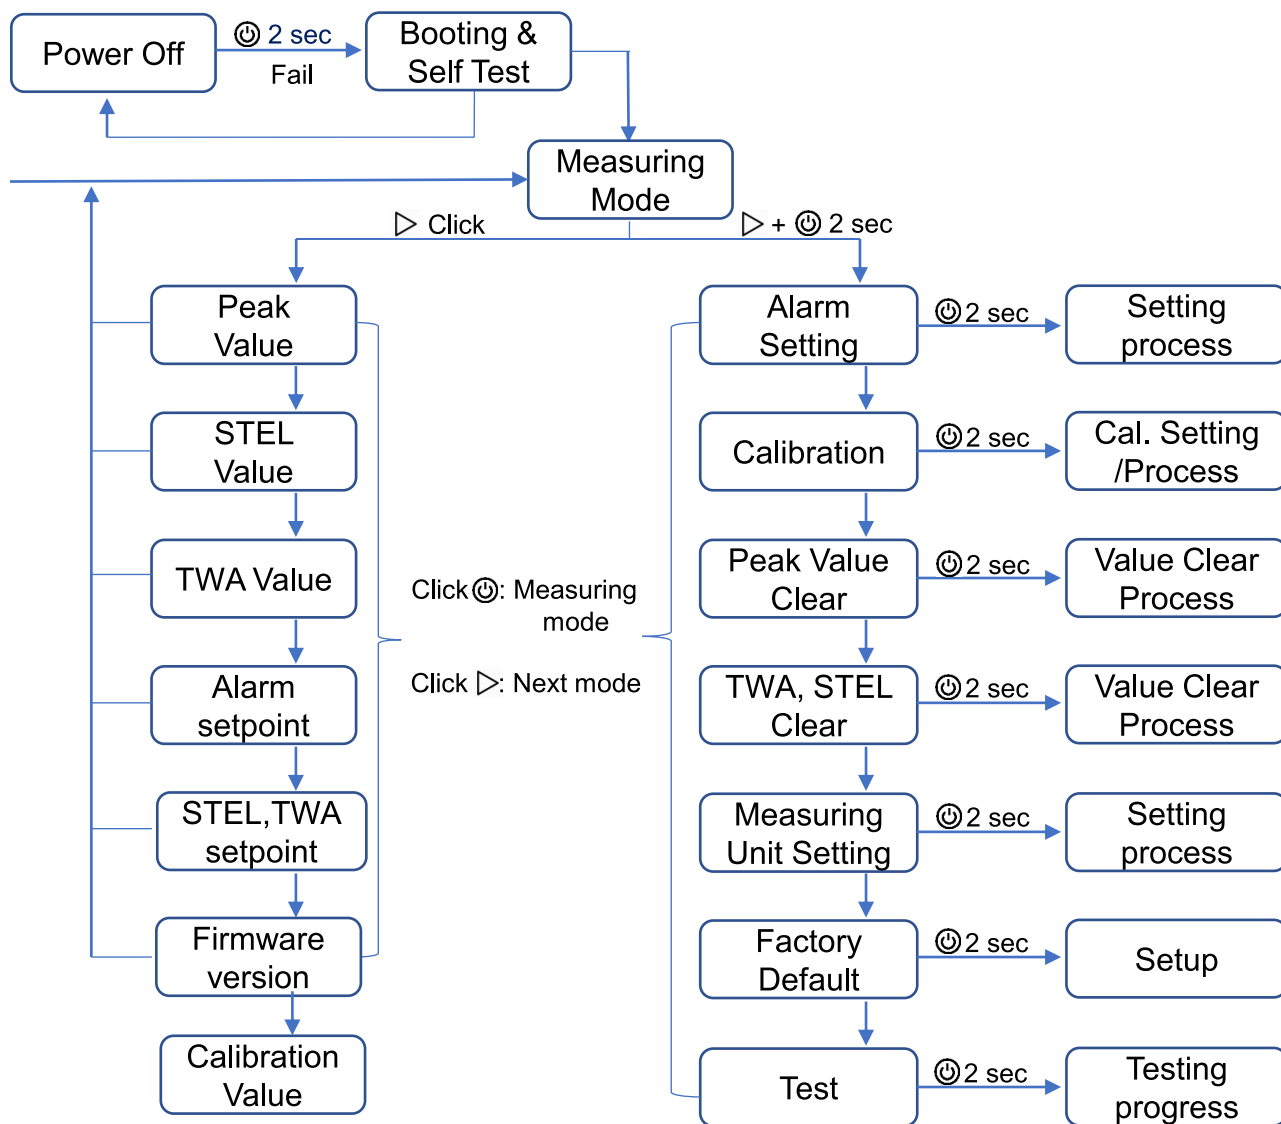 Power Off
2 sec
Fail
Booting &
Self Test
Measuring
Mode
Click
+ 2 sec
Peak
Value
STEL
Value
TWA Value
Alarm
setpoint
STEL,TWA
setpoint
Firmware
version
Calibration
Value
Click : Measuring
mode
Click : Next mode
Alarm
Setting
2 sec
Setting
process
Calibration
2 sec
Cal. Setting
/Process
Peak Value
Clear
2 sec
Value Clear
Process
TWA, STEL
Clear
2 sec
Value Clear
Process
Measuring
Unit Setting
2 sec
Setting
process
Factory
Default
2 sec
Setup
Test
2 sec
Testing
progress